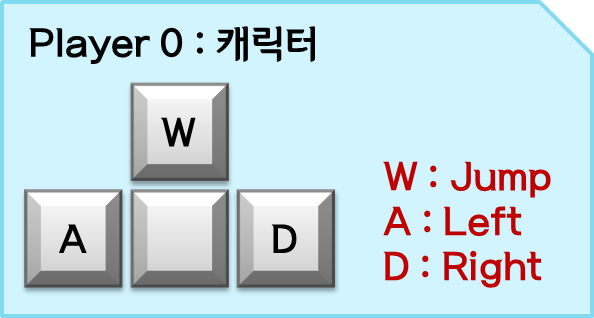 Player 0 : 캐릭터
W
A
D
W : Jump
A : Left
D : Right